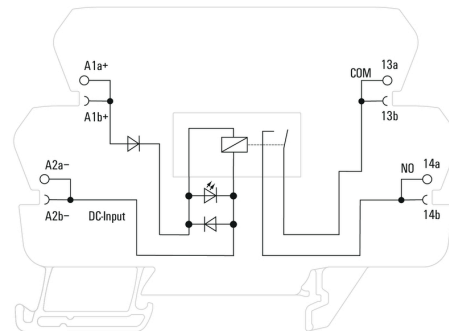 A1a+
A1b+
A2a−
A2b−
DC-Input
COM
13a
13b
NO
14a
14b